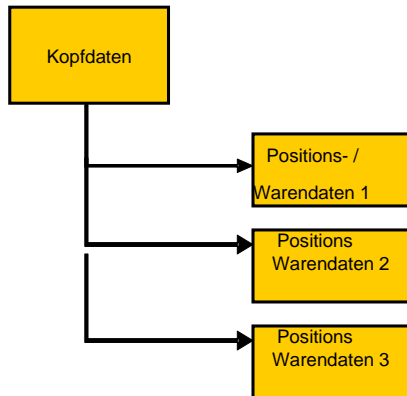 Kopfdaten
Positions- /
Warendaten 1
Positions
Warendaten 2
Positions
Warendaten 3